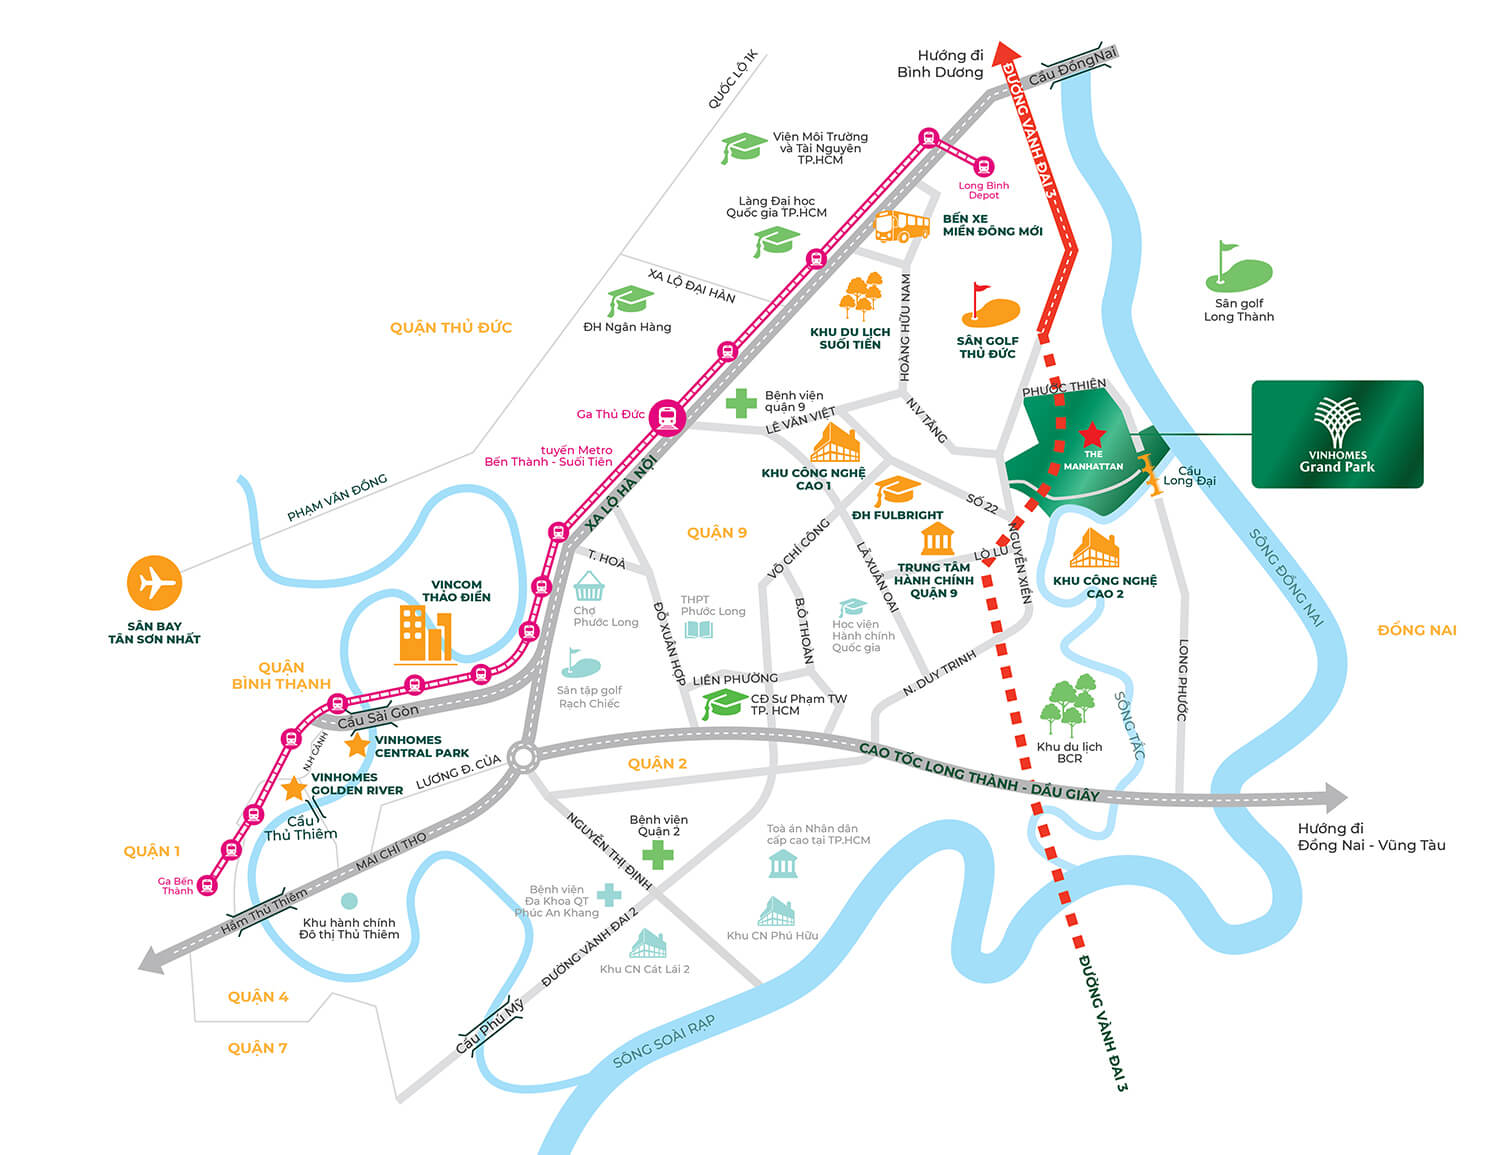 Hướng đi
Bình Dương
ĐƯỜNG VÀNH ĐAI 3
Cầu ĐồngNai
QUỐC LỘ 1K
Viện Môi Trường
và Tài Nguyên
TP.HCM
Long Bình
Depot
Làng Đại học
Quốc gia TP.HCM
BẾN XE
MIỀN ĐÔNG MỚI
XA LỘ ĐẠI HÀN
ĐH Ngân Hàng
QUẬN THỦ ĐỨC
KHU DU LỊCH
SUỐI TIÊN
HOÀNG HỮU NAM
SÂN GOLF
THỦ ĐỨC
Sân golf
Long Thành
PHƯỚC THIỆN
Bệnh viện
quận 9
LÊ VĂN VIỆT
N.V TĂNG
Ga Thủ Đức
tuyến Metro
Bến Thành - Suối Tiên
THE
MANHATTAN
VINHOMES
Grand Park
Cầu
Long Đại
KHU CÔNG NGHỆ
CAO 1
PHẠM VĂN ĐỒNG
XA LỘ HÀ NỘI
QUẬN 9
ĐH FULBRIGHT
SỐ 22
VÕ CHÍ CÔNG
LÃ XUÂN OAI
TRUNG TÂM
HÀNH CHÍNH
QUẬN 9
LÒ LU
NGUYỄN XIỂN
KHU CÔNG NGHỆ
CAO 2
SÔNG ĐỒNG NAI
ĐỒNG NAI
SÂN BAY
TÂN SƠN NHẤT
VINCOM
THẢO ĐIỀN
T. HOÀ
Chợ
Phước Long
THPT
Phước Long
ĐỖ XUÂN HỢP
B.Ô THOÀN
Học viện
Hành chính
Quốc gia
QUẬN
BÌNH THẠNH
Sân tập golf
Rạch Chiếc
LIÊN PHƯỜNG
CĐ Sư Phạm TW
TP. HCM
N. DUY TRINH
LONG PHƯỚC
SÔNG TẮC
Khu du lịch
BCR
Cầu Sài Gòn
N.H CẢNH
VINHOMES
CENTRAL PARK
VINHOMES
GOLDEN RIVER
LƯƠNG Đ. CỦA
QUẬN 2
CAO TỐC LONG THÀNH - DẦU GIÂY
Hướng đi
Đồng Nai - Vũng Tàu
Cầu
Thủ Thiêm
QUẬN 1
Ga Bến
Thành
MAI CHÍ THỌ
Hầm Thủ Thiêm
Khu hành chính
Đô thị Thủ Thiêm
NGUYỄN THỊ ĐỊNH
Bệnh viện
Quận 2
Toà án Nhân dân
cấp cao tại TP.HCM
Bệnh viện
Đa Khoa QT
Phúc An Khang
Khu CN Phú Hữu
Khu CN Cát Lái 2
ĐƯỜNG VÀNH ĐAI 2
Cầu Phú Mỹ
QUẬN 4
QUẬN 7
SÔNG SOÀI RẠP
ĐƯỜNG VÀNH ĐAI 3